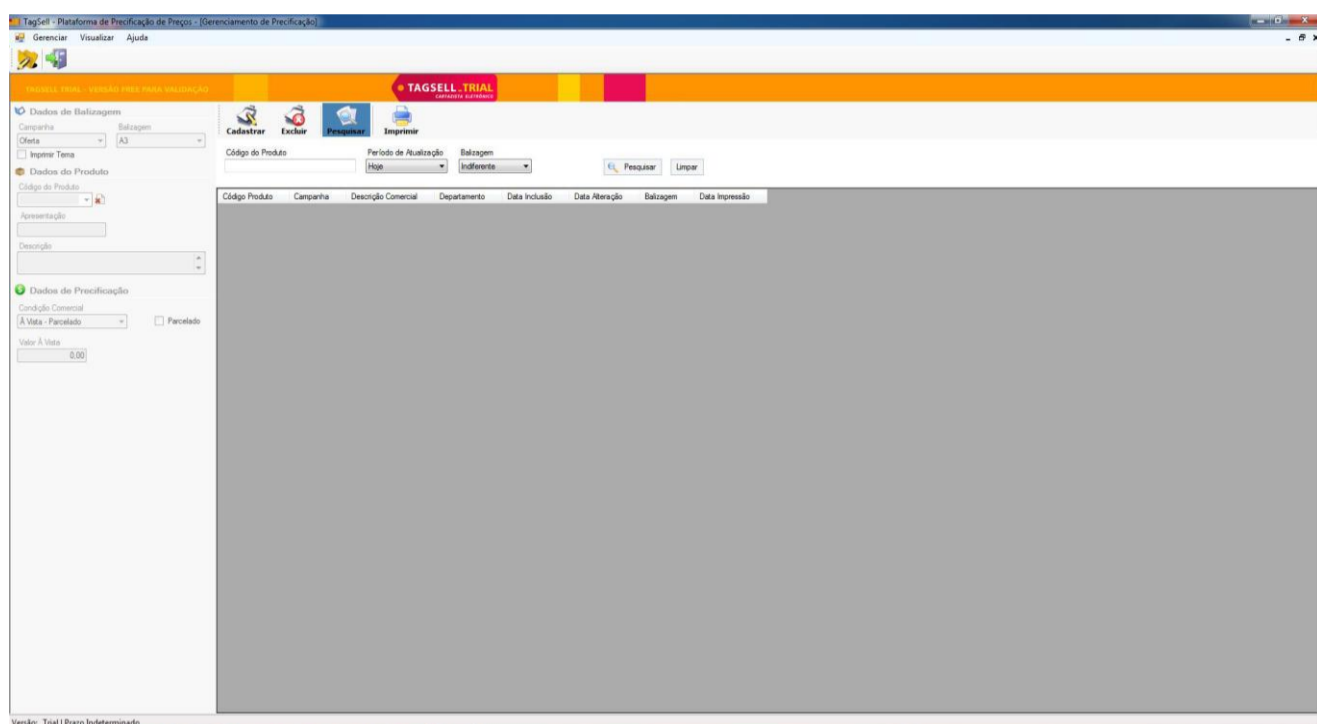 TagSell - Plataforma de Precificação de Preços - [Gerenciamento de Precificação]
Gerenciar Visualizar Ajuda
TAGSELL TRIAL - VERSÃO FREE PARA VALIDAÇÃO
TAGSELL.TRIAL
CARTAZISTA ELETRÔNICO
Dados de Balizagem
Campanha Balizagem
Oferta A3
Imprimir Tema
Dados do Produto
Código do Produto
Apresentação
Descrição
Dados de Precificação
Condição Comercial
À Vista - Parcelado Parcelado
Valor À Vista
0,00
Cadastrar Excluir Pesquisar Imprimir
Código do Produto Período de Atualização Balizagem
Hoje Indiferente Pesquisar Limpar
Código Produto Campanha Descrição Comercial Departamento Data Inclusão Data Alteração Balizagem Data Impressão
Versão: Trial | Prazo Indeterminado